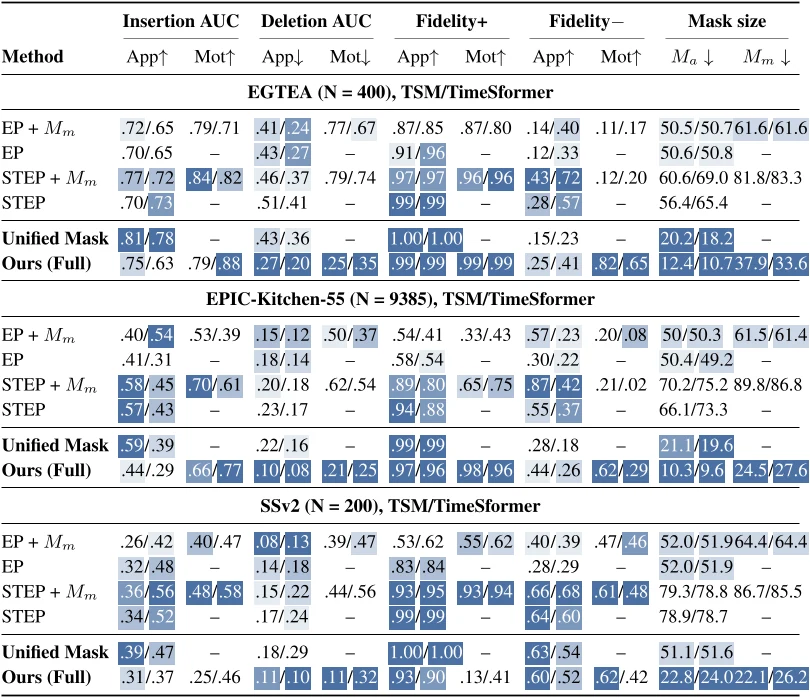 Insertion AUC Deletion AUC Fidelity+ Fidelity− Mask size
Method App↑ Mot↑ App↓ Mot↓ App↑ Mot↑ App↑ Mot↑ Mₐ ↓ Mₘ ↓
EGTEA (N = 400), TSM/TimeSformer
EP + Mₘ .72/.65 .79/.71 .41/.24 .77/.67 .87/.85 .87/.80 .14/.40 .11/.17 50.5/50.7 61.6/61.6
EP .70/.65 – .43/.27 – .91/.96 – .12/.33 – 50.6/50.8 –
STEP + Mₘ .77/.72 .84/.82 .46/.37 .79/.74 .97/.97 .96/.96 .43/.72 .12/.20 60.6/69.0 81.8/83.3
STEP .70/.73 – .51/.41 – .99/.99 – .28/.57 – 56.4/65.4 –
Unified Mask .81/.78 – .43/.36 – 1.00/1.00 – .15/.23 – 20.2/18.2 –
Ours (Full) .75/.63 .79/.88 .27/.20 .25/.35 .99/.99 .99/.99 .25/.41 .82/.65 12.4/10.7 37.9/33.6
EPIC-Kitchen-55 (N = 9385), TSM/TimeSformer
EP + Mₘ .40/.54 .53/.39 .15/.12 .50/.37 .54/.41 .33/.43 .57/.23 .20/.08 50/50.3 61.5/61.4
EP .41/.31 – .18/.14 – .58/.54 – .30/.22 – 50.4/49.2 –
STEP + Mₘ .58/.45 .70/.61 .20/.18 .62/.54 .89/.80 .65/.75 .87/.42 .21/.02 70.2/75.2 89.8/86.8
STEP .57/.43 – .23/.17 – .94/.88 – .55/.37 – 66.1/73.3 –
Unified Mask .59/.39 – .22/.16 – .99/.99 – .28/.18 – 21.1/19.6 –
Ours (Full) .44/.29 .66/.77 .10/.08 .21/.25 .97/.96 .98/.96 .44/.26 .62/.29 10.3/9.6 24.5/27.6
SSv2 (N = 200), TSM/TimeSformer
EP + Mₘ .26/.42 .40/.47 .08/.13 .39/.47 .53/.62 .55/.62 .40/.39 .47/.46 52.0/51.9 64.4/64.4
EP .32/.48 – .14/.18 – .83/.84 – .28/.29 – 52.0/51.9 –
STEP + Mₘ .36/.56 .48/.58 .15/.22 .44/.56 .93/.95 .93/.94 .66/.68 .61/.48 79.3/78.8 86.7/85.5
STEP .34/.52 – .17/.24 – .99/.99 – .64/.60 – 78.9/78.7 –
Unified Mask .39/.47 – .18/.29 – 1.00/1.00 – .63/.54 – 51.1/51.6 –
Ours (Full) .31/.37 .25/.46 .11/.10 .11/.32 .93/.90 .13/.41 .60/.52 .62/.42 22.8/24.0 22.1/26.2